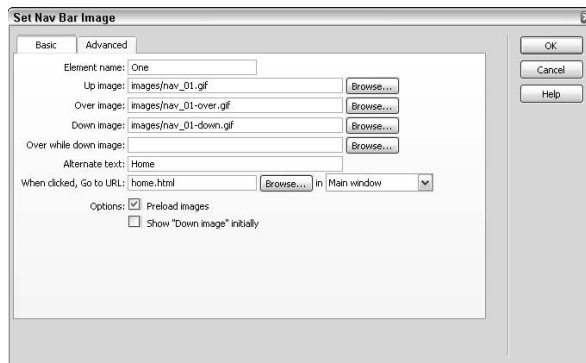 Set Nav Bar Image
Basic
Advanced
Element name: One
Up image: images/nav_01.gif Browse...
Over image: images/nav_01-over.gif Browse...
Down image: images/nav_01-down.gif Browse...
Over while down image: Browse...
Alternate text: Home
When clicked, Go to URL: home.html Browse... in Main window
Options: Preload images
Show "Down image" initially
OK
Cancel
Help